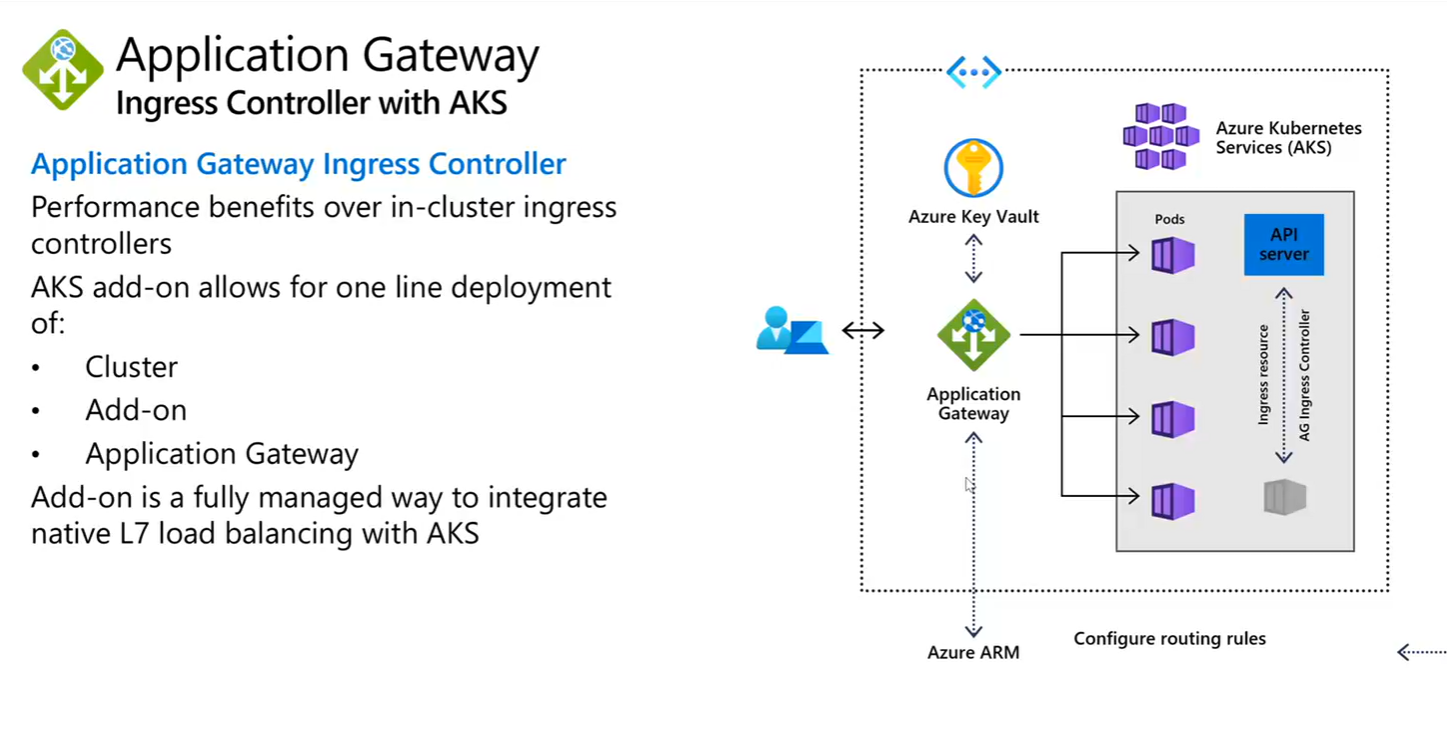 Application Gateway
Ingress Controller with AKS
Application Gateway Ingress Controller
Performance benefits over in-cluster ingress
controllers
AKS add-on allows for one line deployment
of:
• Cluster
• Add-on
• Application Gateway
Add-on is a fully managed way to integrate
native L7 load balancing with AKS
Azure Kubernetes
Services (AKS)
Azure Key Vault
Pods
API
server
Application
Gateway
Ingress resource
AG Ingress Controller
Azure ARM
Configure routing rules